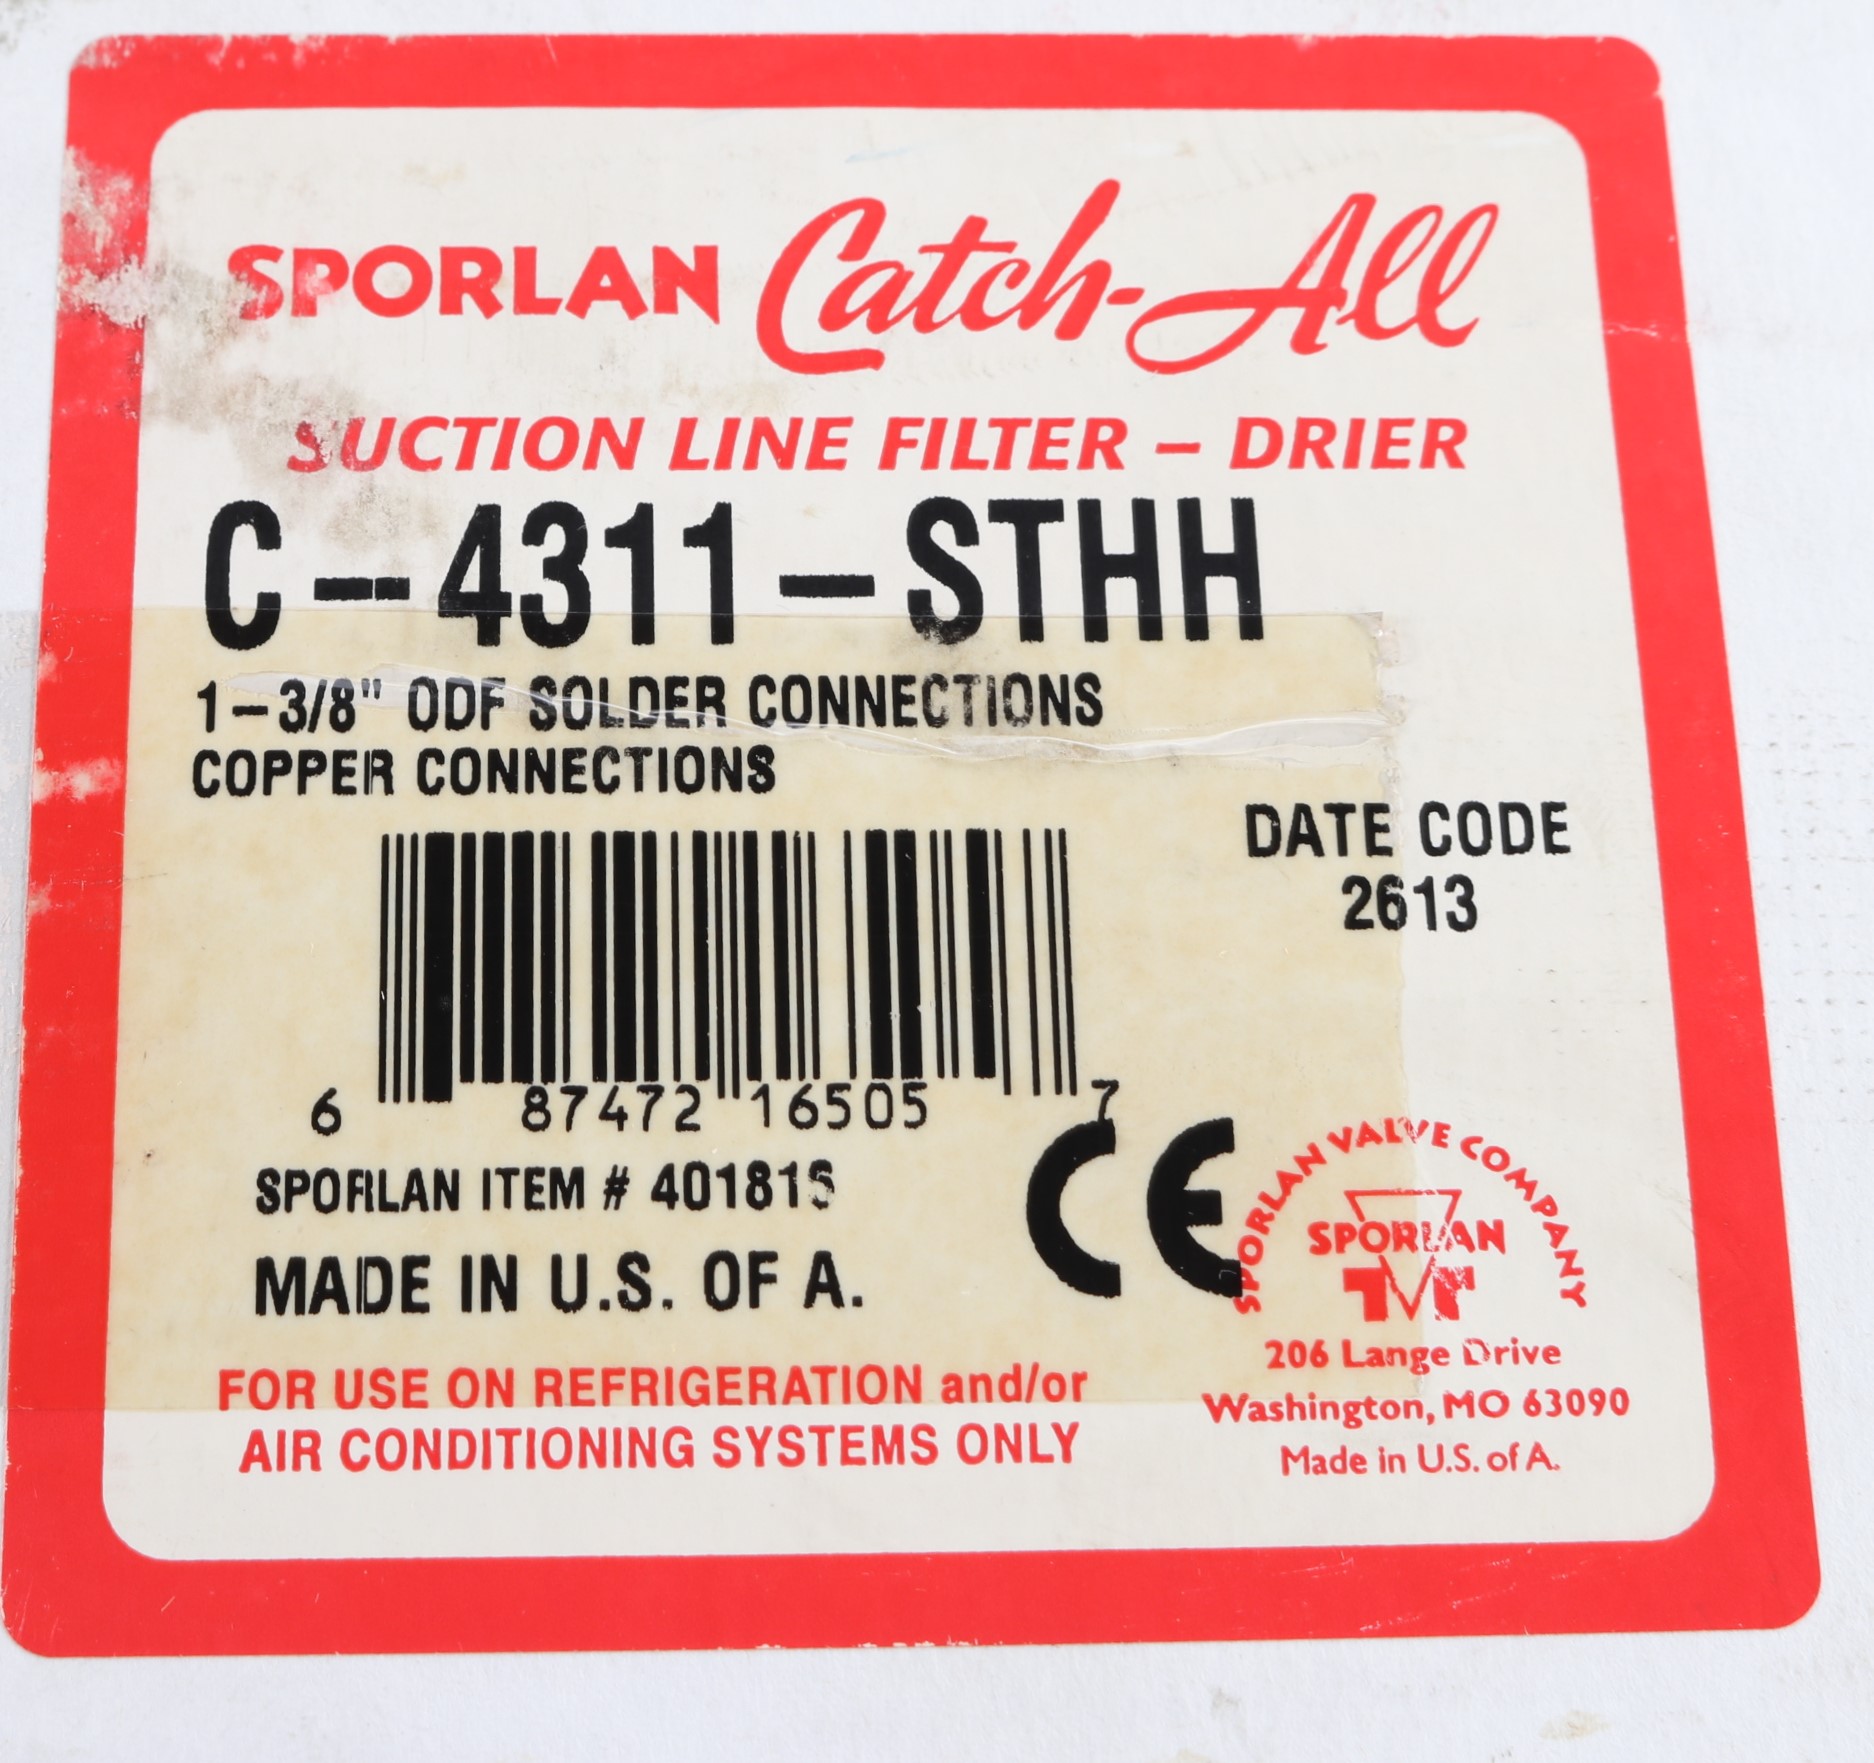 SPORLAN Catch-All
SUCTION LINE FILTER – DRIER
C-4311-STHH
1-3/8" ODF SOLDER CONNECTIONS
COPPER CONNECTIONS
DATE CODE
2613
6 87472 16505 7
SPORLAN ITEM #
MADE IN U.S. OF A.
CE
SPORLAN VALVE COMPANY
SPORLAN
206 Lange Drive
Washington, MO 63090
Made in U.S. of A.
FOR USE ON REFRIGERATION and/or
AIR CONDITIONING SYSTEMS ONLY